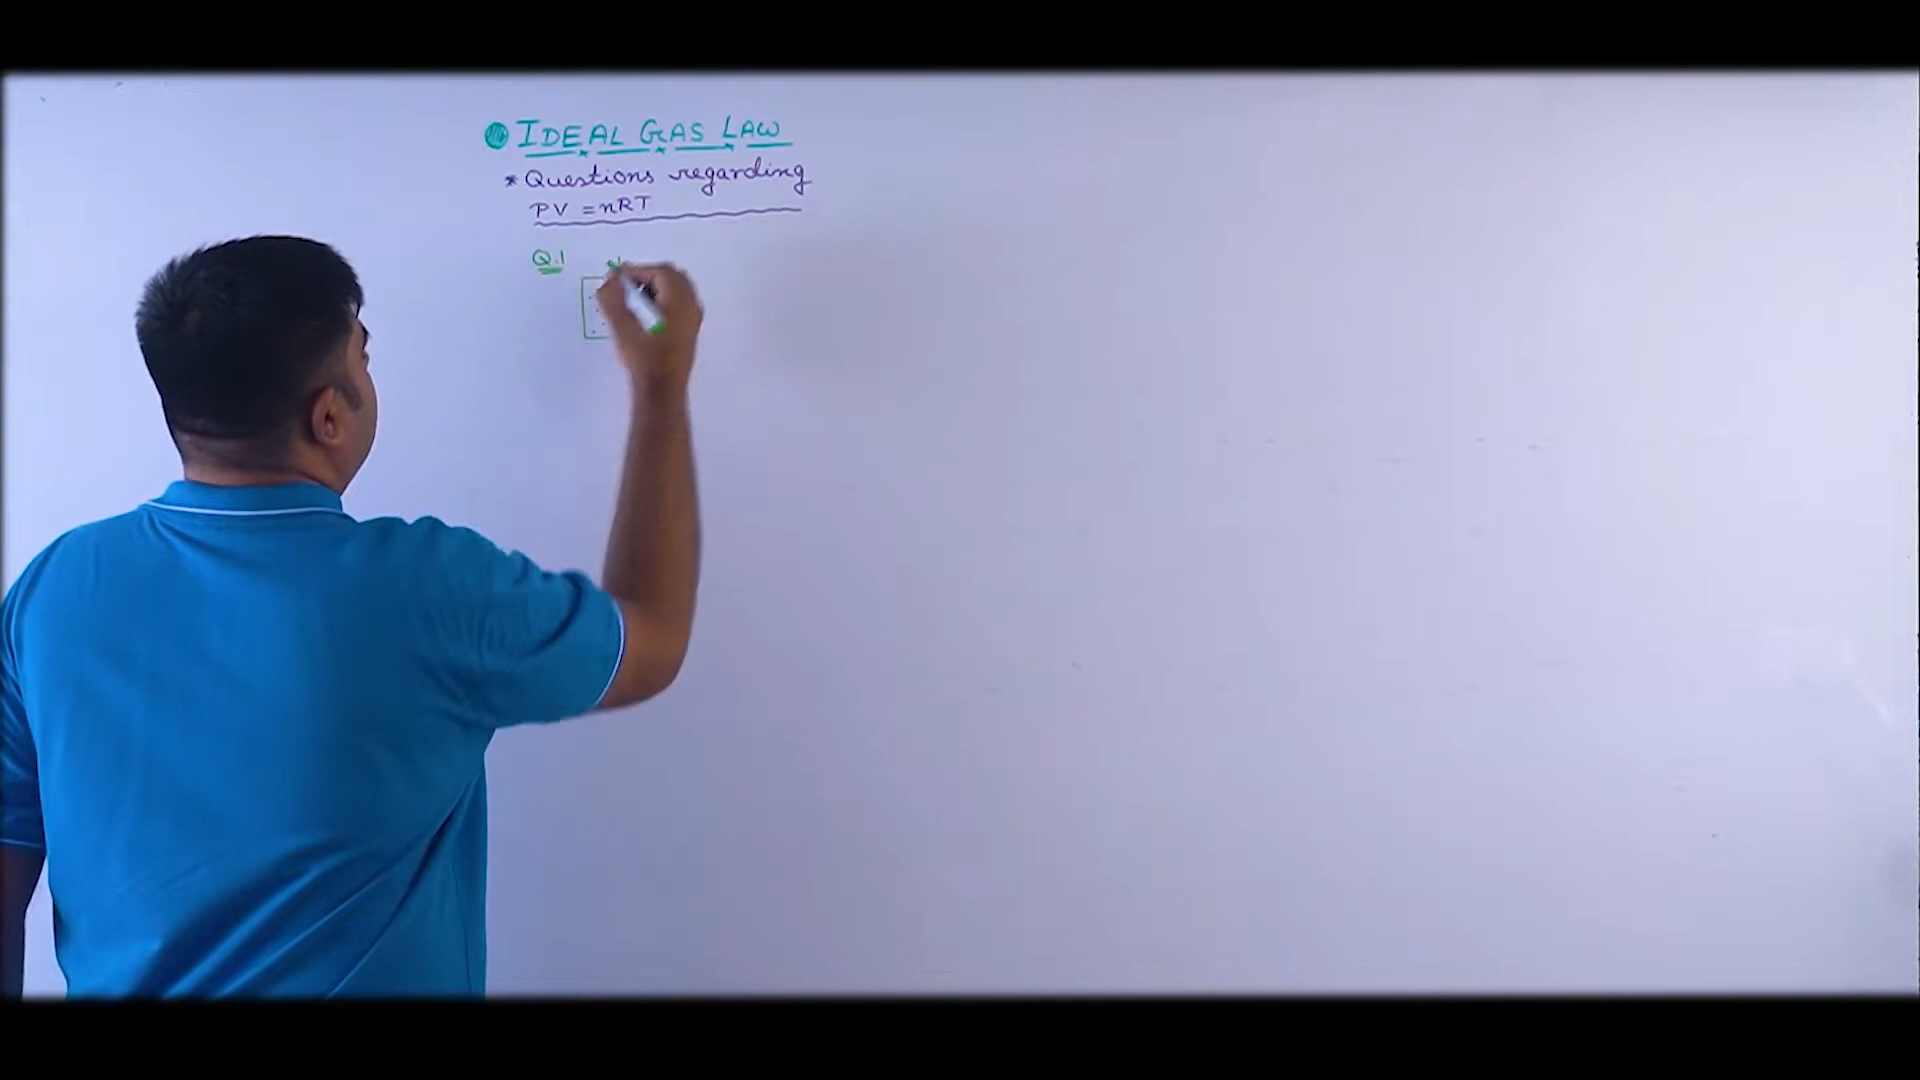 IDEAL GAS LAW
* Questions regarding
PV = nRT
Q.1